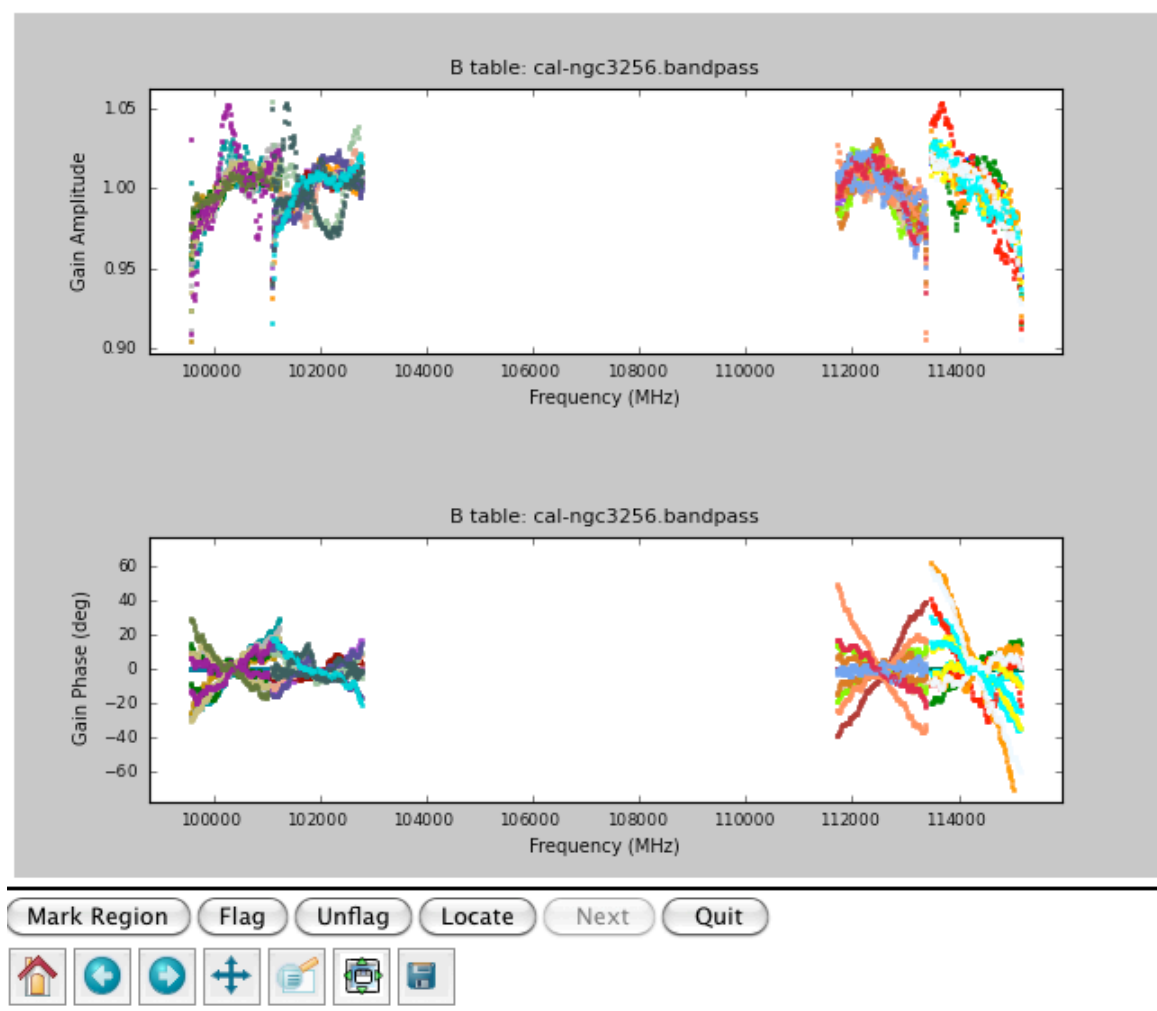 B table: cal-ngc3256.bandpass
1.05
1.00
0.95
0.90
Gain Amplitude
100000 102000 104000 106000 108000 110000 112000 114000
Frequency (MHz)
B table: cal-ngc3256.bandpass
60
40
20
0
−20
−40
−60
Gain Phase (deg)
100000 102000 104000 106000 108000 110000 112000 114000
Frequency (MHz)
Mark Region Flag Unflag Locate Next Quit